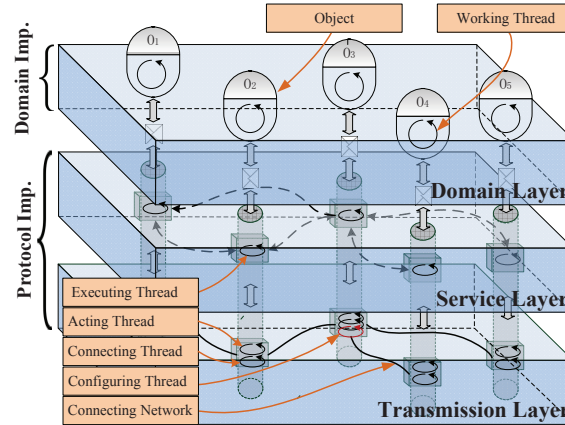 Object
Working Thread
O1
O2
O3
O4
O5
Domain Imp.
Domain Layer
Protocol Imp.
Service Layer
Executing Thread
Acting Thread
Connecting Thread
Configuring Thread
Connecting Network
Transmission Layer